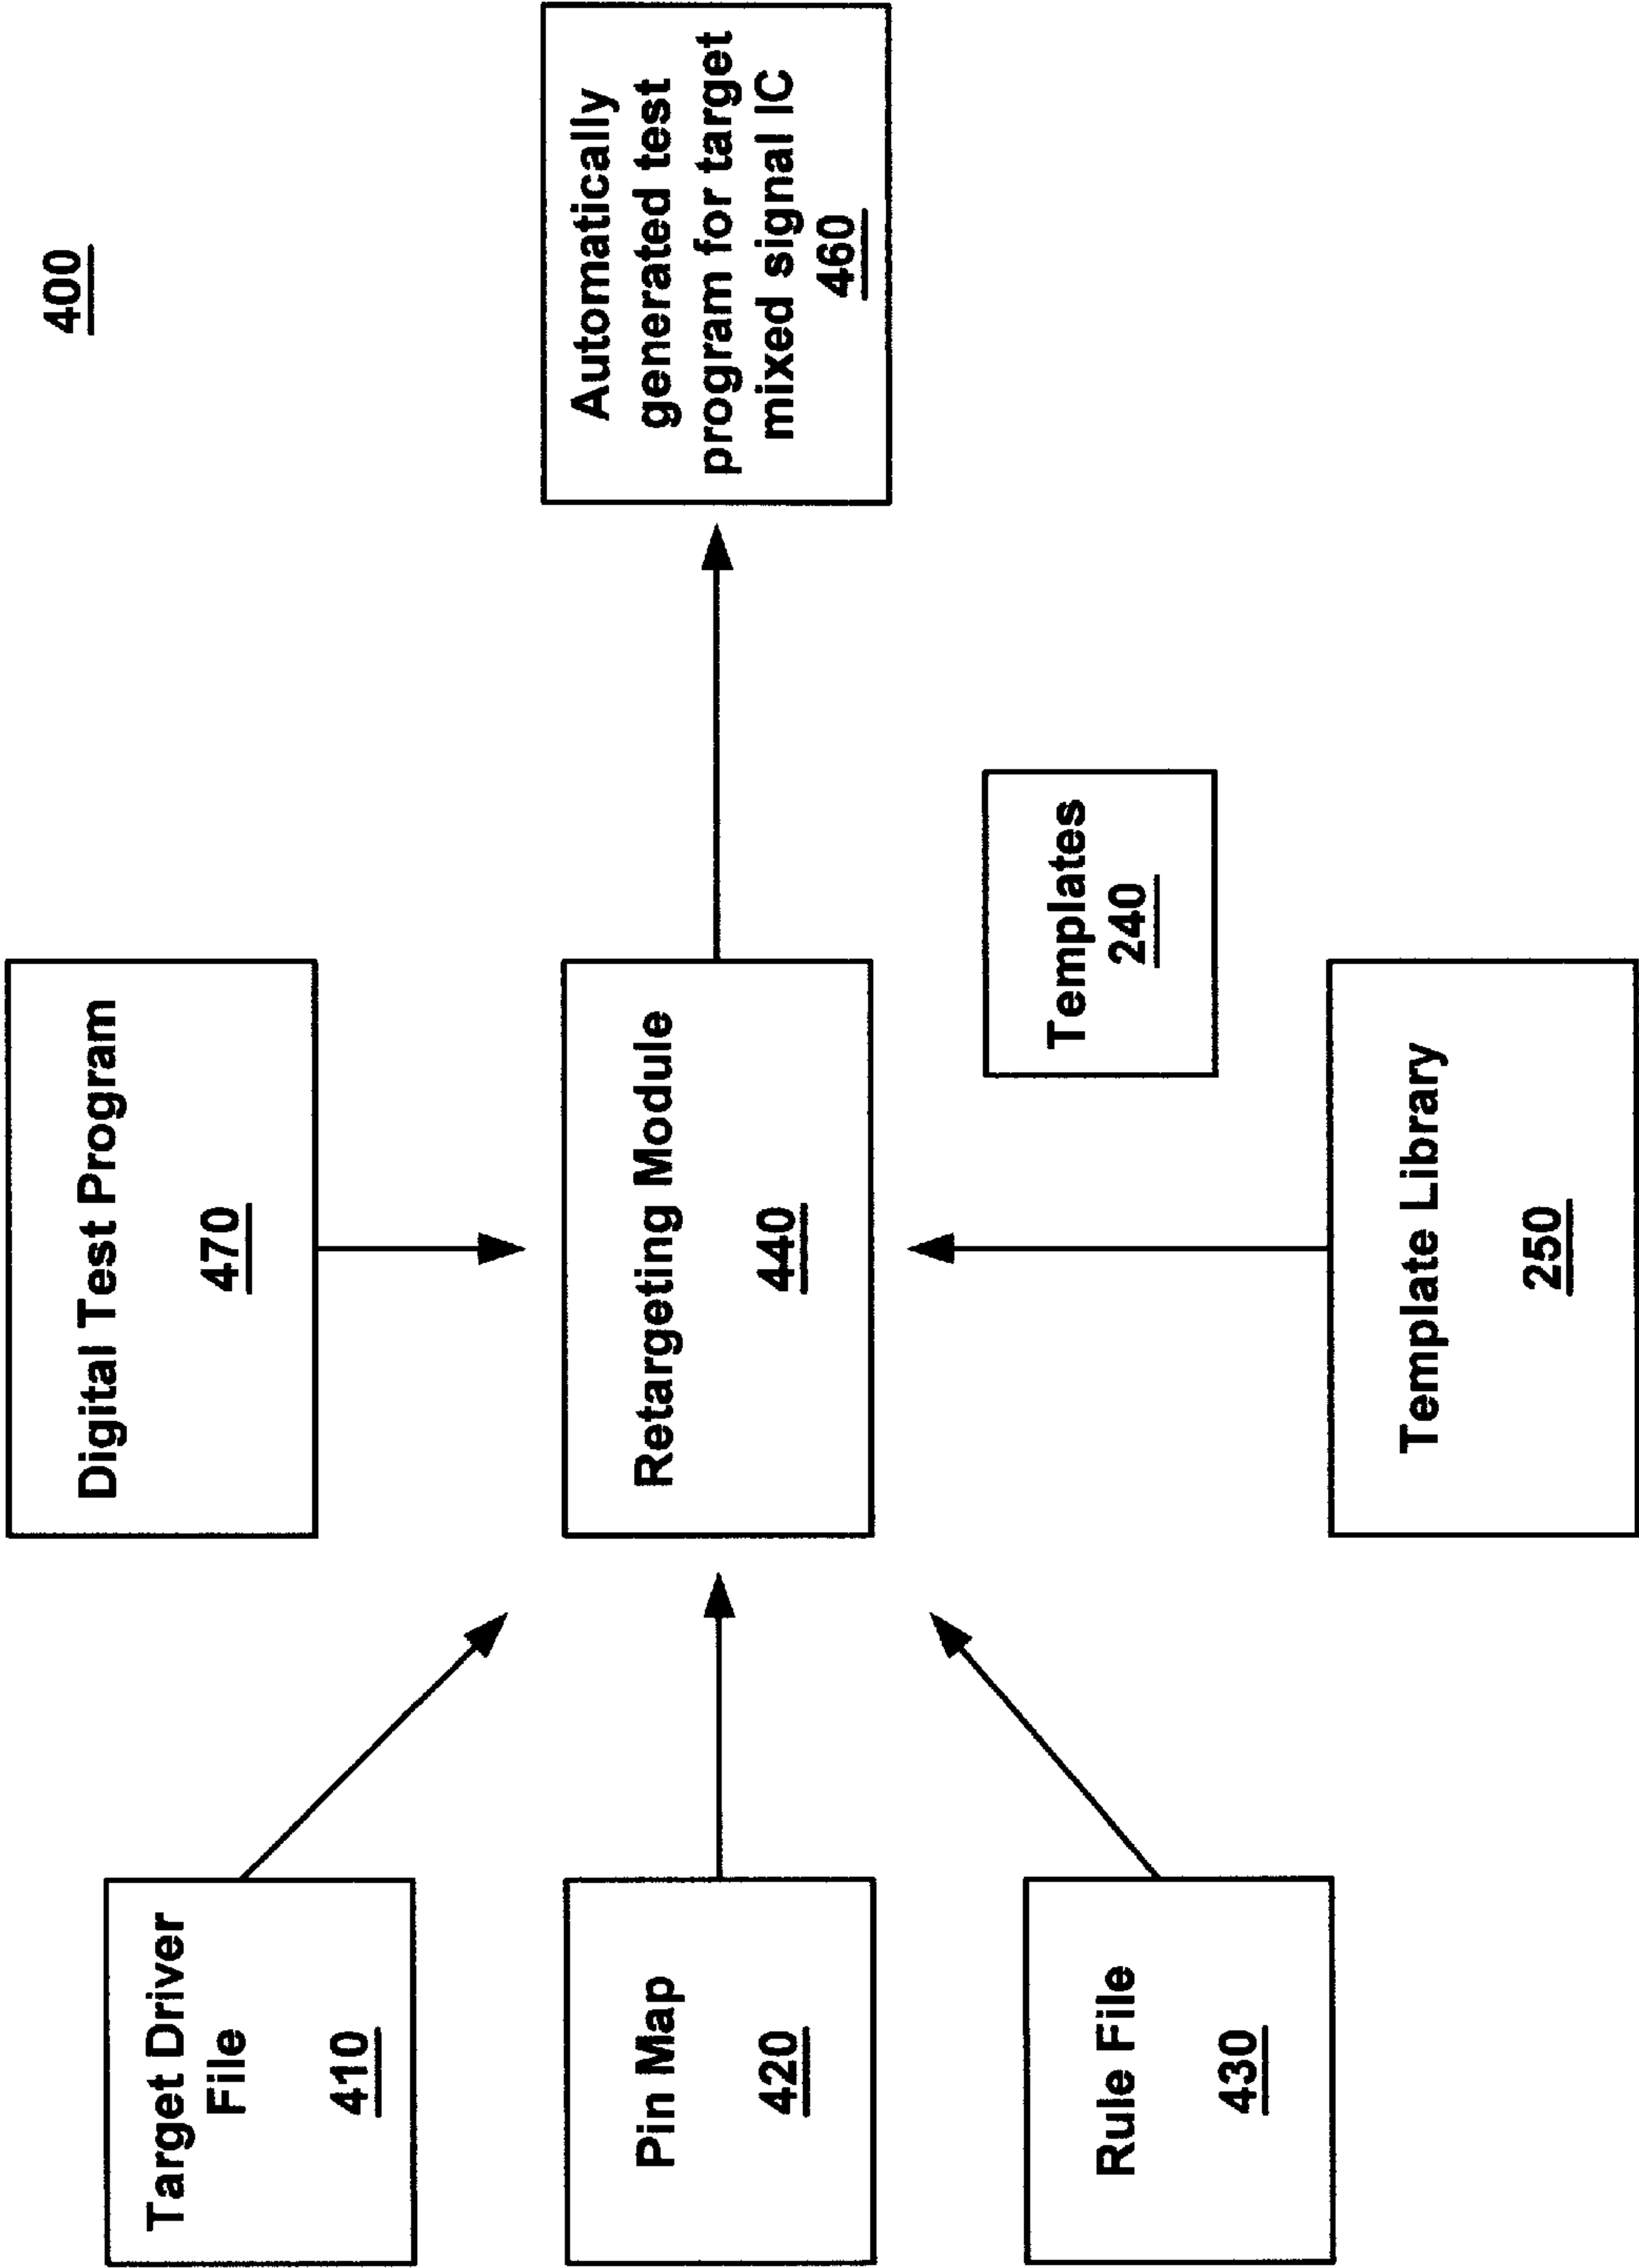 400
Digital Test Program
470
Target Driver
File
410
Pin Map
420
Retargeting Module
440
Automatically
generated test
program for target
mixed signal IC
460
Rule File
430
Templates
240
Template Library
250